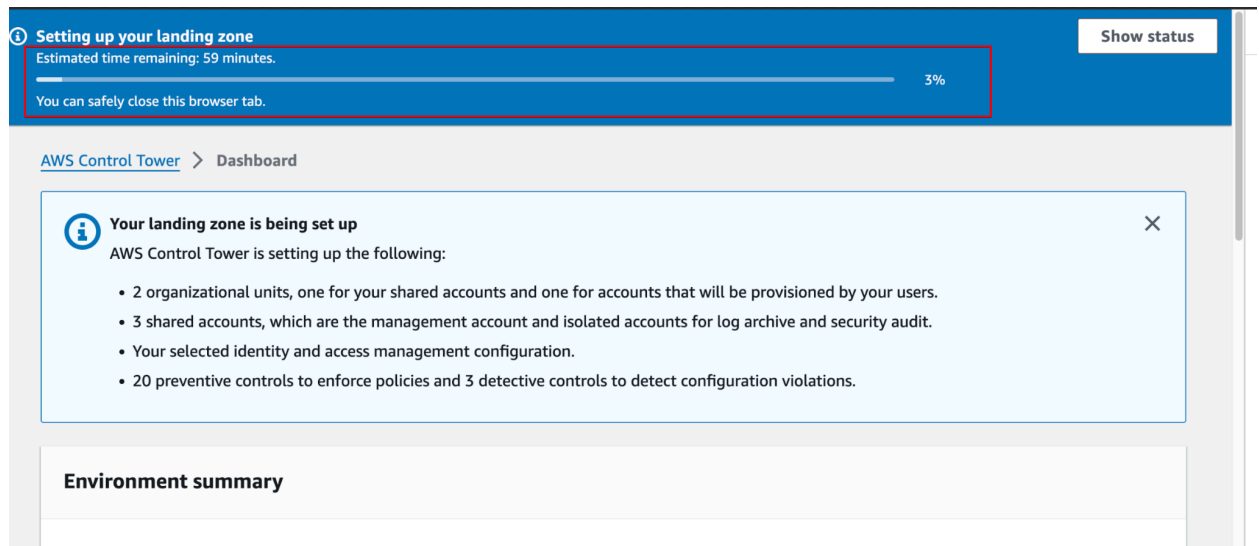 Setting up your landing zone
Show status
Estimated time remaining: 59 minutes.
3%
You can safely close this browser tab.
AWS Control Tower > Dashboard
Your landing zone is being set up
AWS Control Tower is setting up the following:
• 2 organizational units, one for your shared accounts and one for accounts that will be provisioned by your users.
• 3 shared accounts, which are the management account and isolated accounts for log archive and security audit.
• Your selected identity and access management configuration.
• 20 preventive controls to enforce policies and 3 detective controls to detect configuration violations.
Environment summary